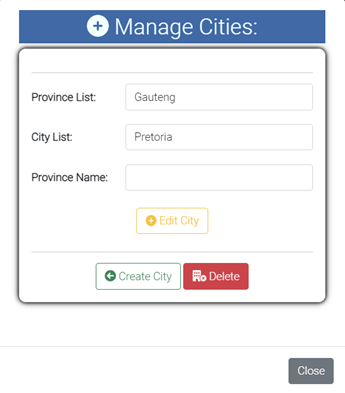 Manage Cities:
Province List: Gauteng
City List: Pretoria
Province Name:
Edit City
Create City Delete
Close